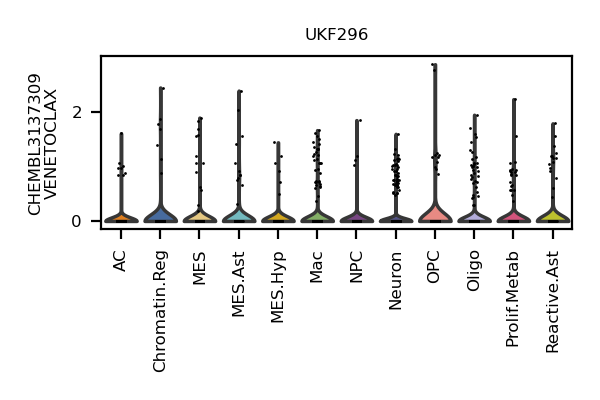 UKF296
CHEMBL3137309
VENETOCLAX
2
0
AC
Chromatin.Reg
MES
MES.Ast
MES.Hyp
Mac
NPC
Neuron
OPC
Oligo
Prolif.Metab
Reactive.Ast